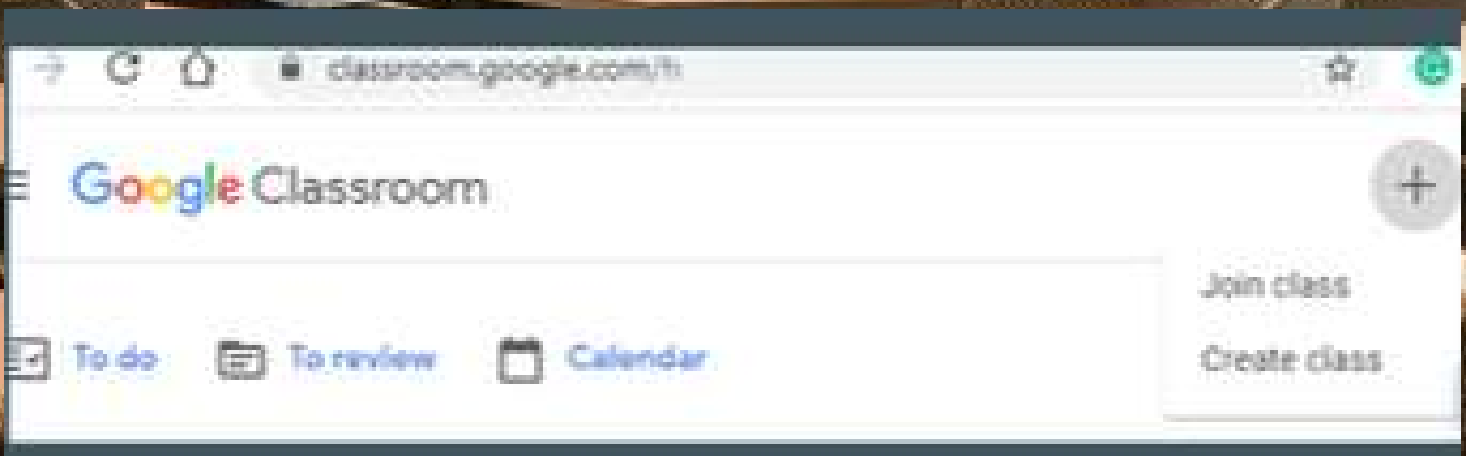 classroom.google.com/h
Google Classroom
Join class
To do To review Calendar
Create class